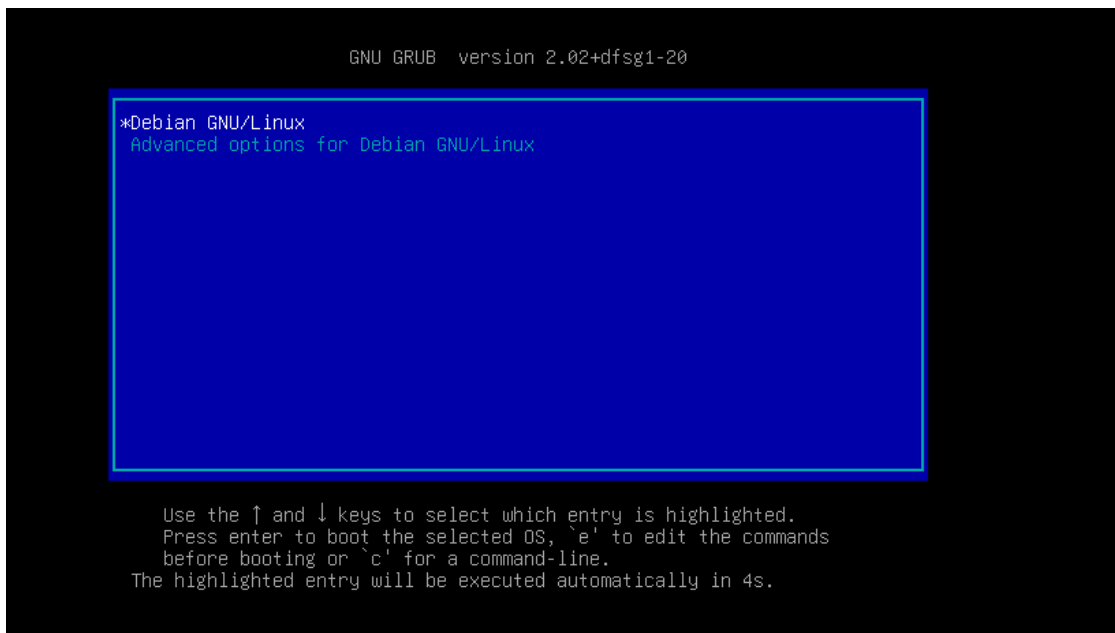 GNU GRUB  version 2.02+dfsg1-20
*Debian GNU/Linux
Advanced options for Debian GNU/Linux
Use the ↑ and ↓ keys to select which entry is highlighted.
Press enter to boot the selected OS, `e' to edit the commands
before booting or `c' for a command-line.
The highlighted entry will be executed automatically in 4s.